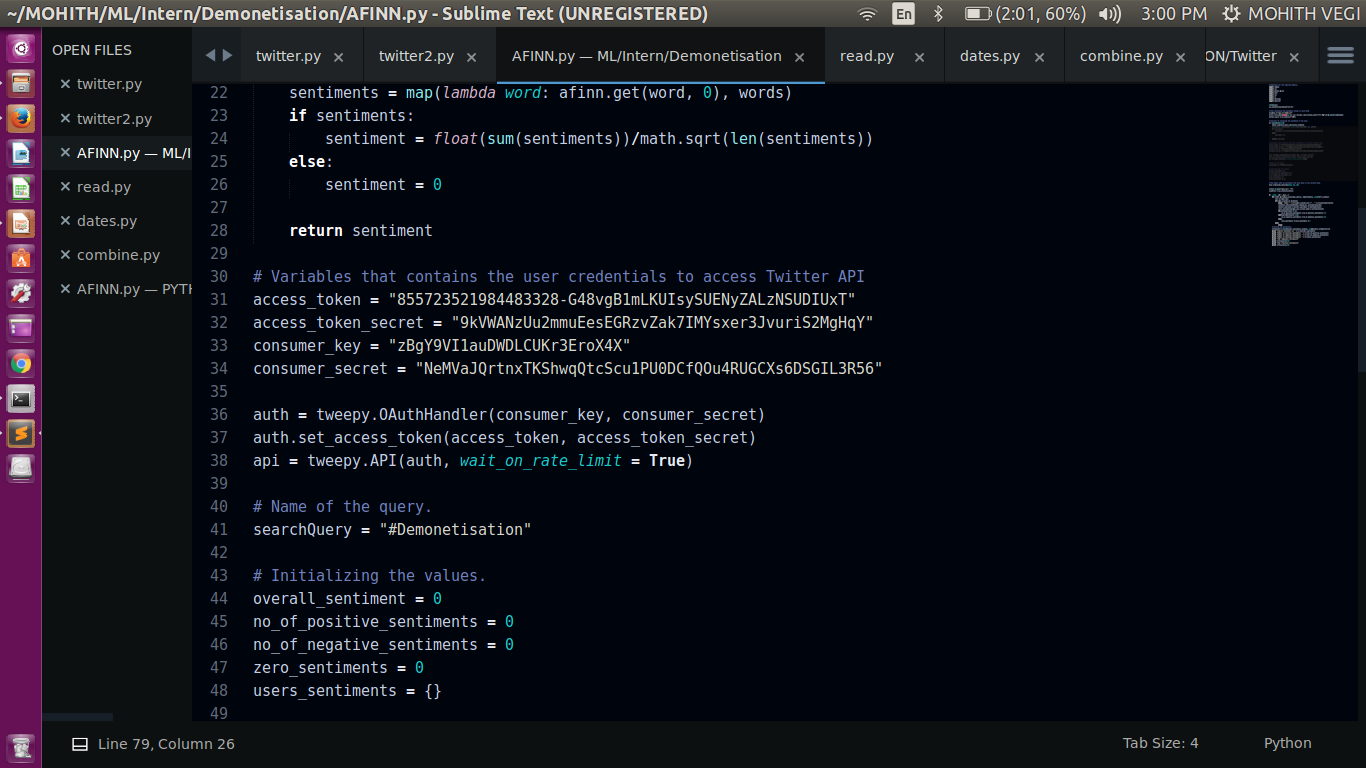 ~/MOHITH/ML/Intern/Demonetisation/AFINN.py - Sublime Text (UNREGISTERED)
En
(2:01, 60%)
3:00 PM
MOHITH VEGI
OPEN FILES
twitter.py
twitter2.py
AFINN.py — ML/I
read.py
dates.py
combine.py
AFINN.py — PYTH
twitter.py
twitter2.py
AFINN.py — ML/Intern/Demonetisation
read.py
dates.py
combine.py
ON/Twitter
22 sentiments = map(lambda word: afinn.get(word, 0), words)
23 if sentiments:
24 sentiment = float(sum(sentiments))/math.sqrt(len(sentiments))
25 else:
26 sentiment = 0
27
28 return sentiment
29
30 # Variables that contains the user credentials to access Twitter API
31 access_token = "855723521984483328-G48vgB1mLKUIsySUENyZALzNSUDIUxT"
32 access_token_secret = "9kVWANzUu2mmuEesEGRzvZak7IMYsxer3JvuriS2MgHqY"
33 consumer_key = "zBgY9VI1auDWDLCUKr3EroX4X"
34 consumer_secret = "NeMVaJQrtnxTKShwqQtcScu1PU0DCfQOu4RUGCXs6DSGIL3R56"
35
36 auth = tweepy.OAuthHandler(consumer_key, consumer_secret)
37 auth.set_access_token(access_token, access_token_secret)
38 api = tweepy.API(auth, wait_on_rate_limit = True)
39
40 # Name of the query.
41 searchQuery = "#Demonetisation"
42
43 # Initializing the values.
44 overall_sentiment = 0
45 no_of_positive_sentiments = 0
46 no_of_negative_sentiments = 0
47 zero_sentiments = 0
48 users_sentiments = {}
49
Line 79, Column 26
Tab Size: 4
Python